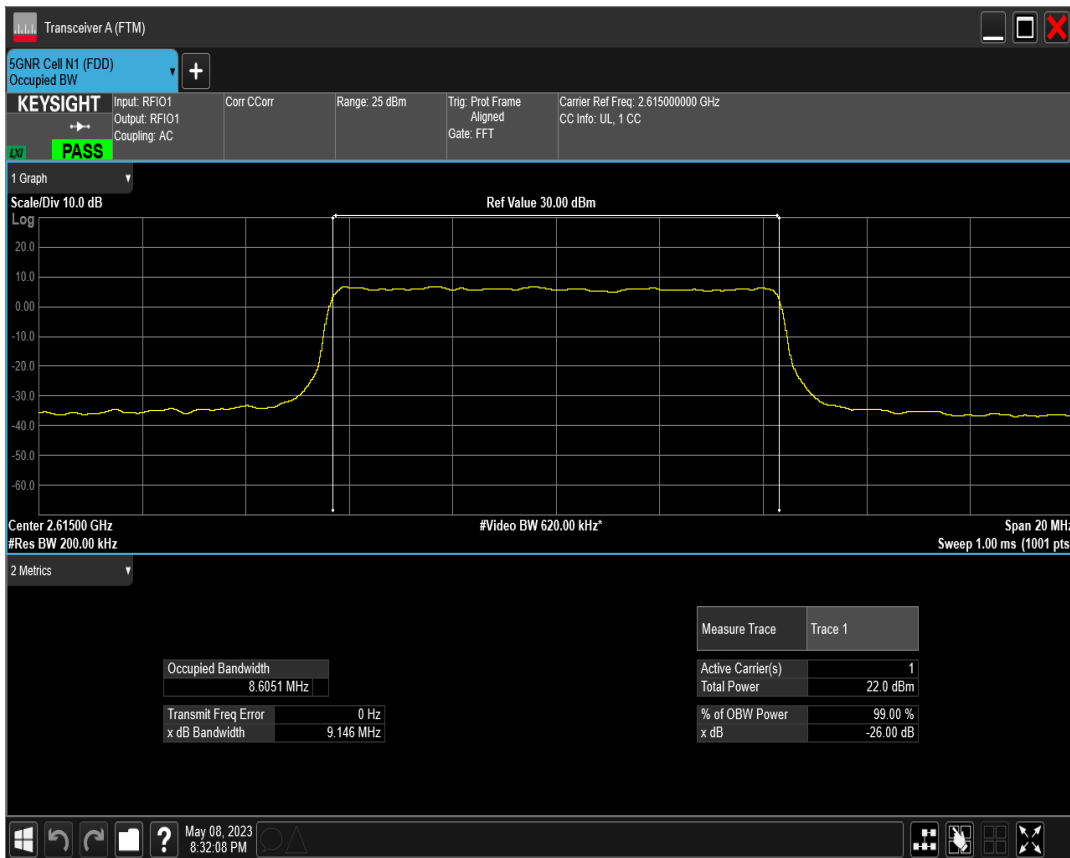 Transceiver A (FTM)
5GNR Cell N1 (FDD)
Occupied BW
+
KEYSIGHT
LXI
PASS
Input: RFIO1
Output: RFIO1
Coupling: AC
Corr CCorr
Range: 25 dBm
Trig: Prot Frame
Aligned
Gate: FFT
Carrier Ref Freq: 2.615000000 GHz
CC Info: UL, 1 CC
1 Graph
Scale/Div 10.0 dB
Ref Value 30.00 dBm
Log
20.0
10.0
0.00
-10.0
-20.0
-30.0
-40.0
-50.0
-60.0
Center 2.61500 GHz
#Video BW 620.00 kHz*
Span 20 MHz
#Res BW 200.00 kHz
Sweep 1.00 ms (1001 pts
2 Metrics
Measure Trace Trace 1
Occupied Bandwidth
8.6051 MHz
Active Carrier(s) 1
Total Power 22.0 dBm
Transmit Freq Error 0 Hz
x dB Bandwidth 9.146 MHz
% of OBW Power 99.00 %
x dB -26.00 dB
?
May 08, 2023
8:32:08 PM